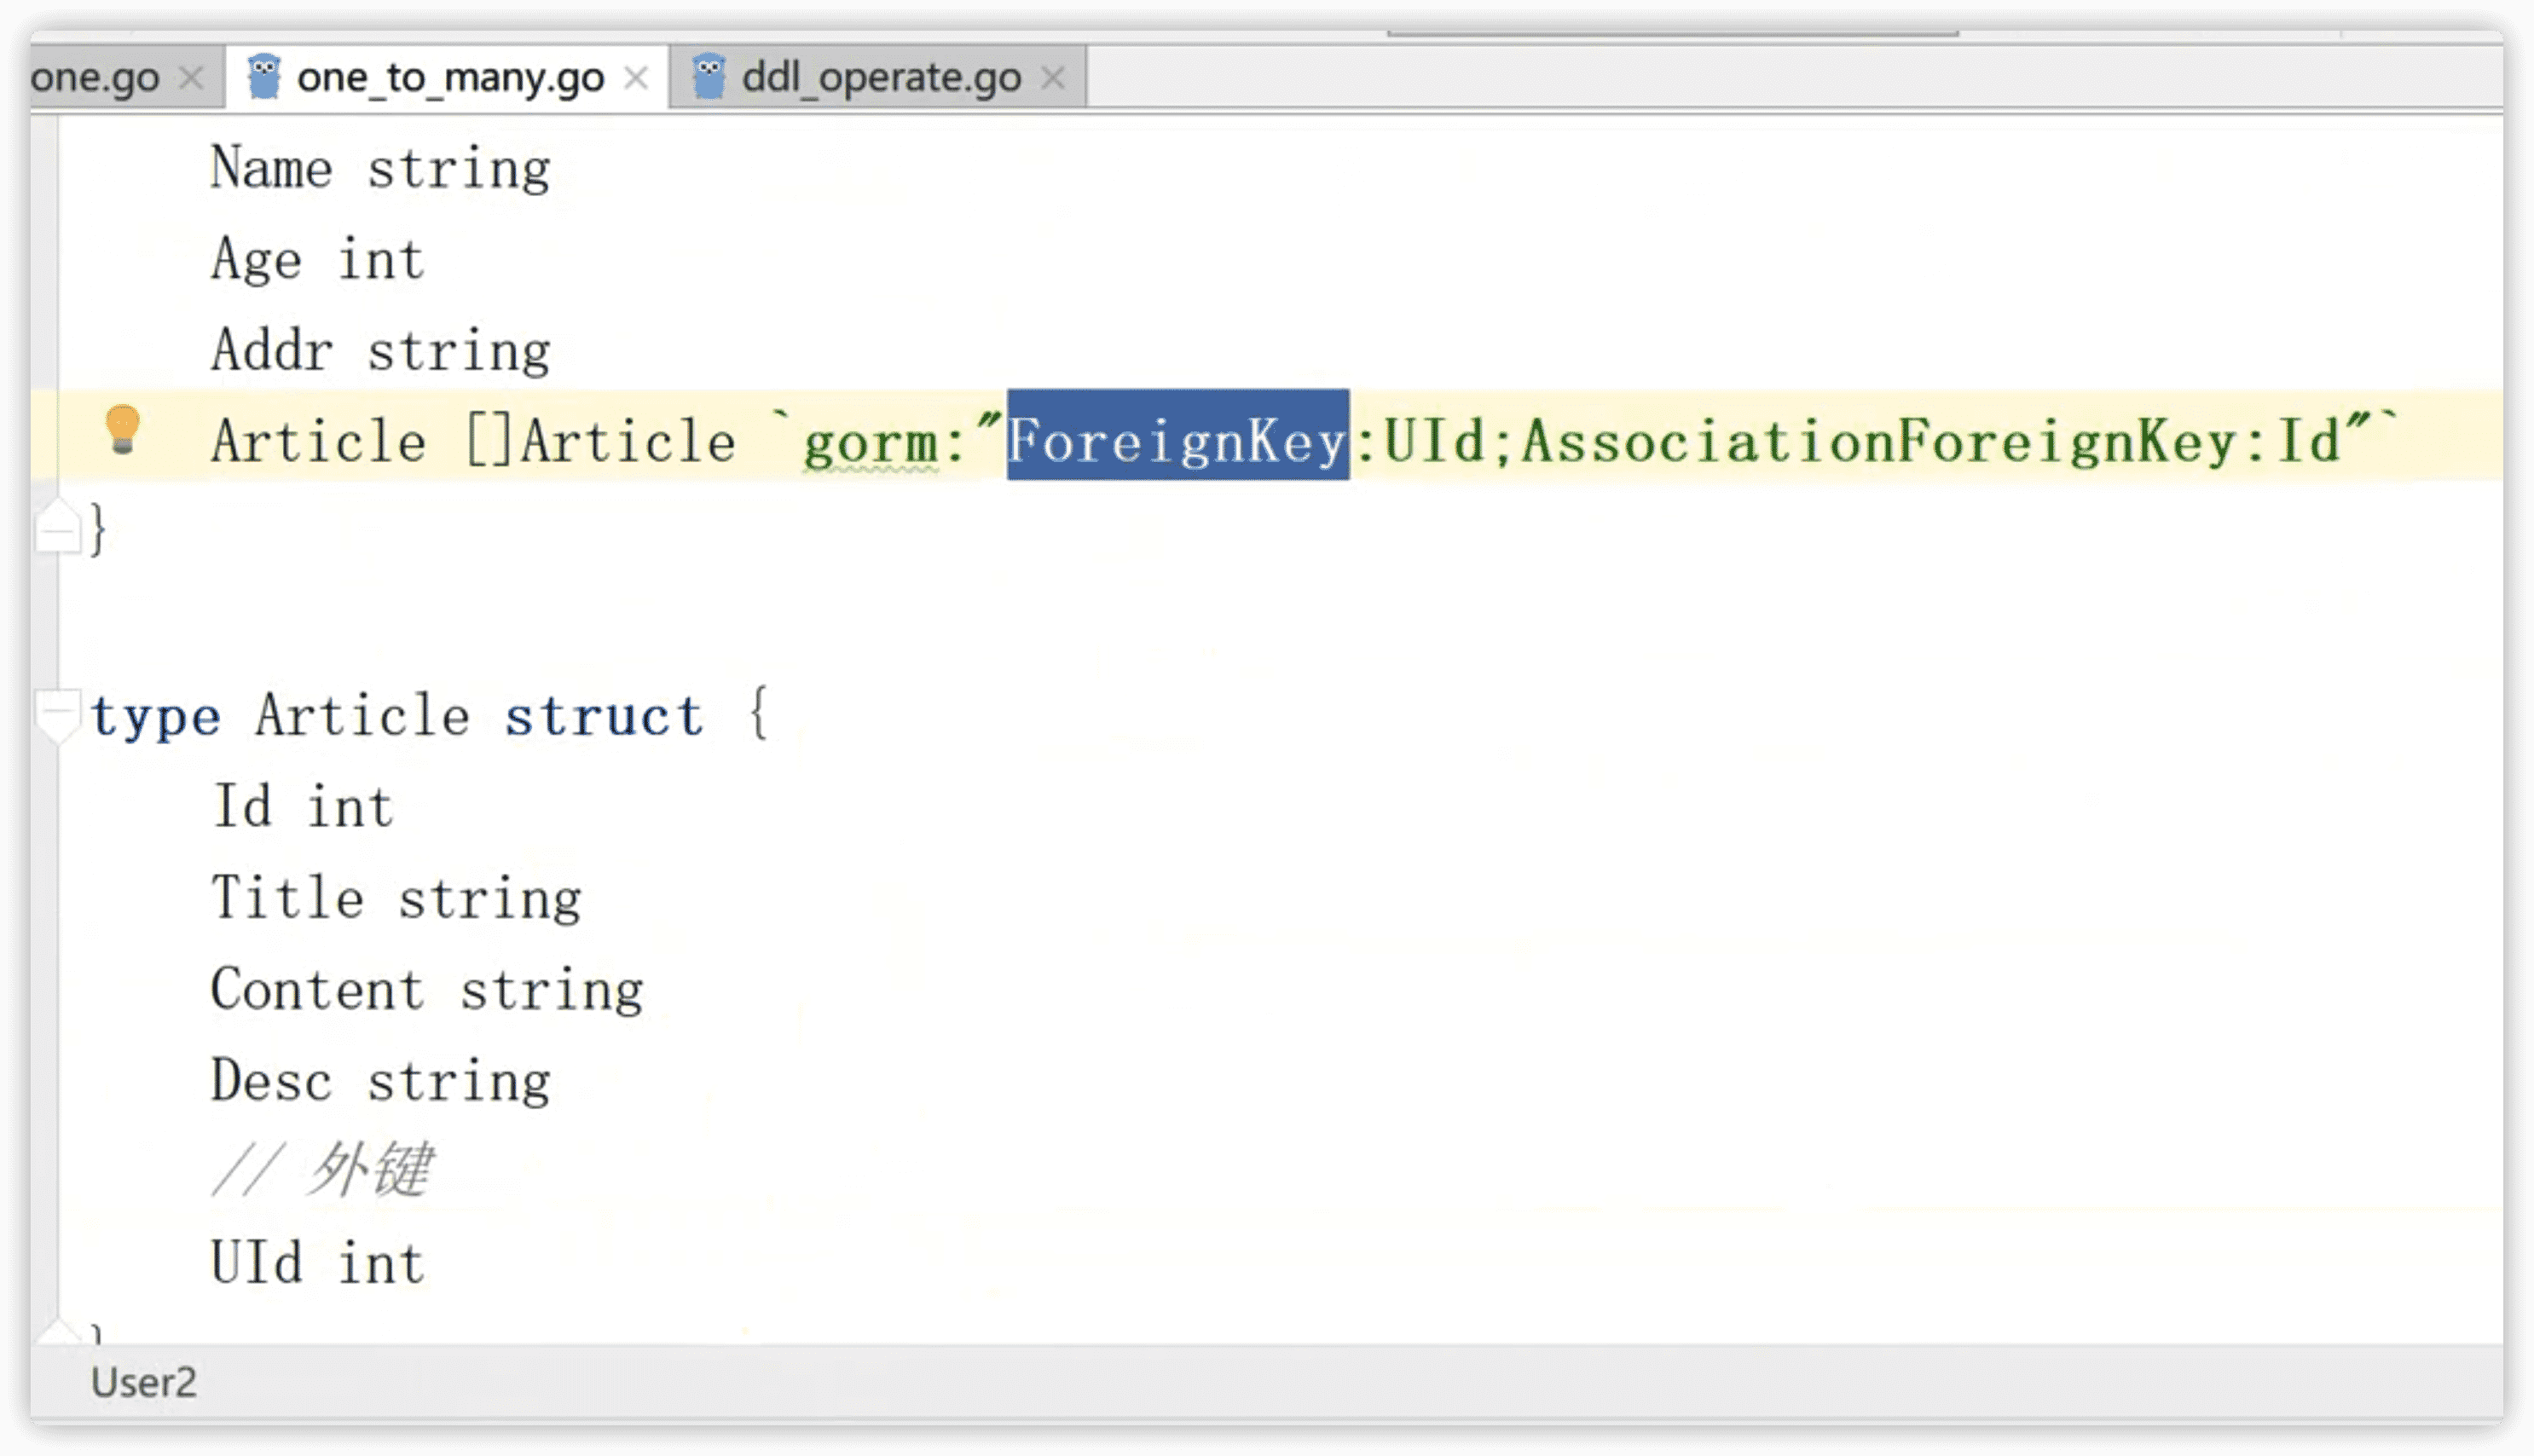 one.go one_to_many.go ddl_operate.go
Name string
Age int
Addr string
Article []Article `gorm:"ForeignKey:UId;AssociationForeignKey:Id"`
}
type Article struct {
Id int
Title string
Content string
Desc string
// 外键
UId int
}
User2